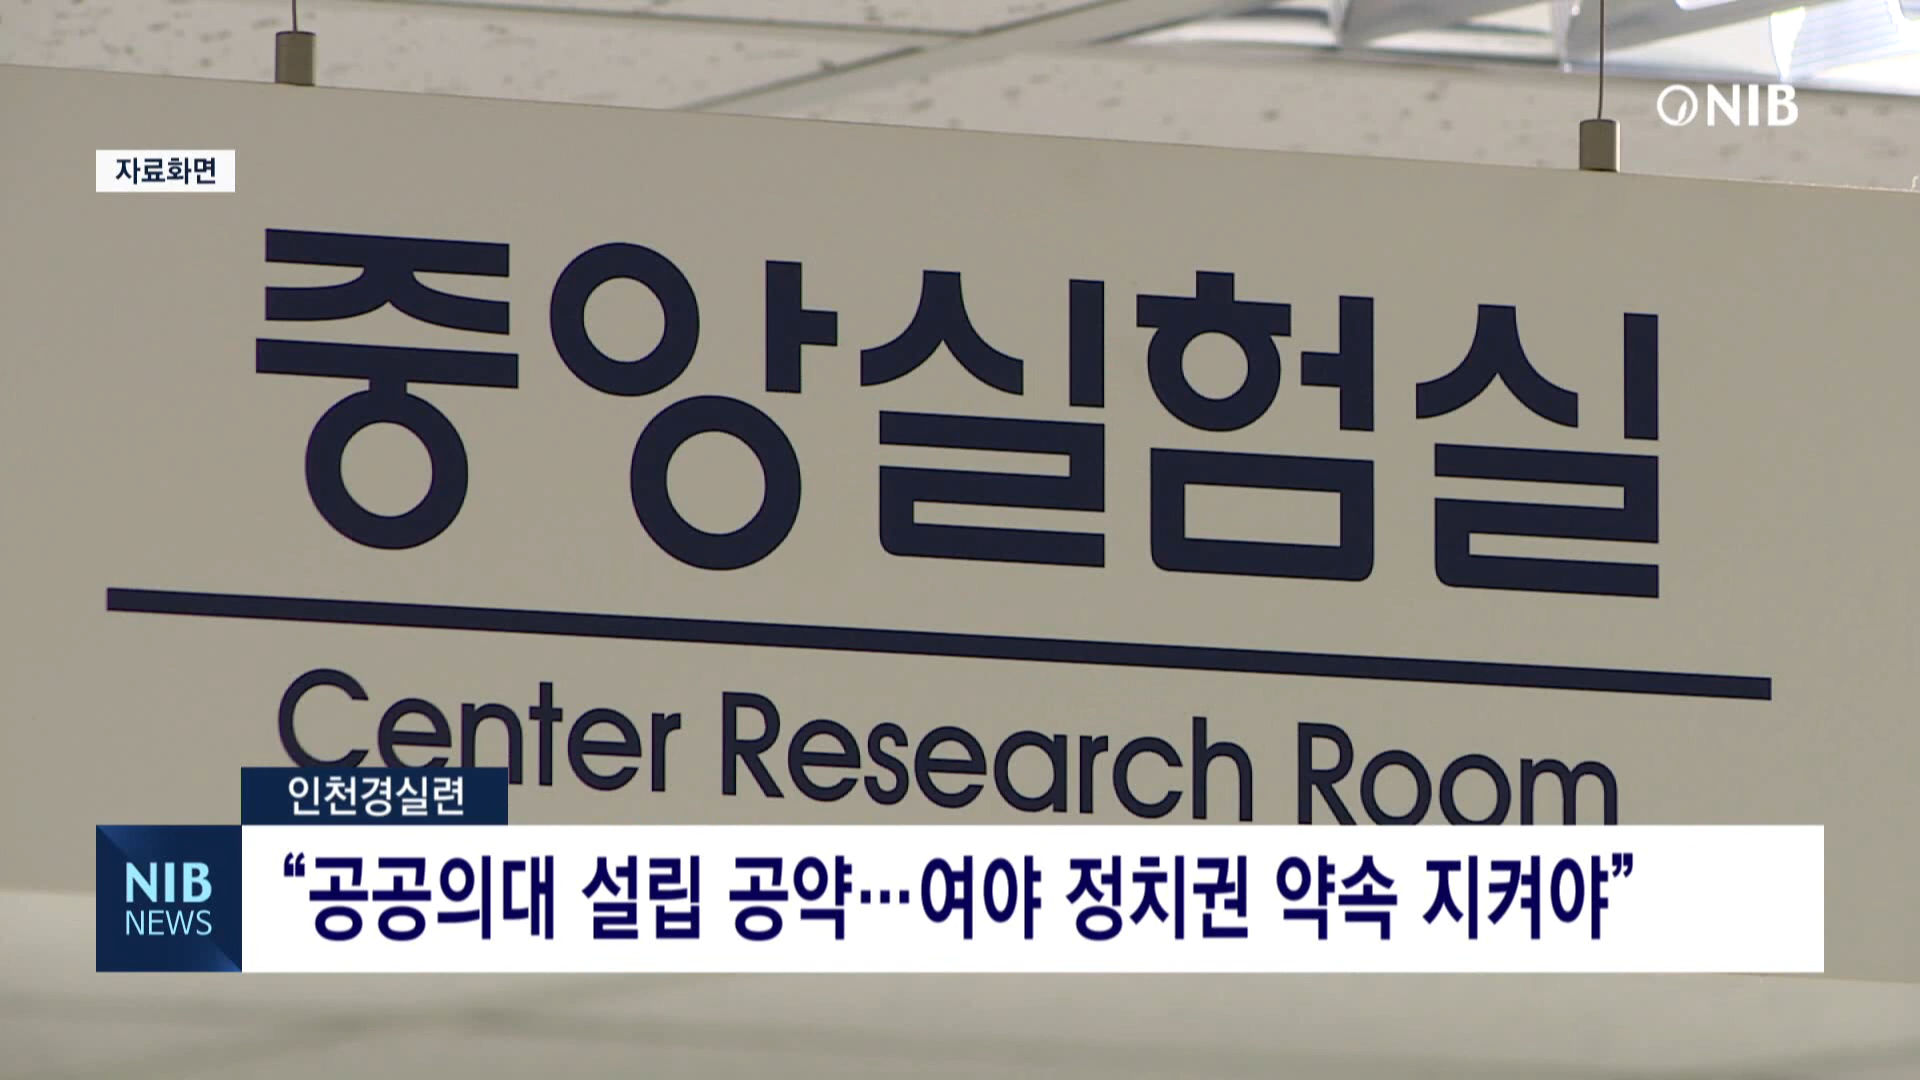 NIB
자료화면
중앙실험실
Center Research Room
인천경실련
NIB
NEWS
“공공의대 설립 공약…여야 정치권 약속 지켜야”